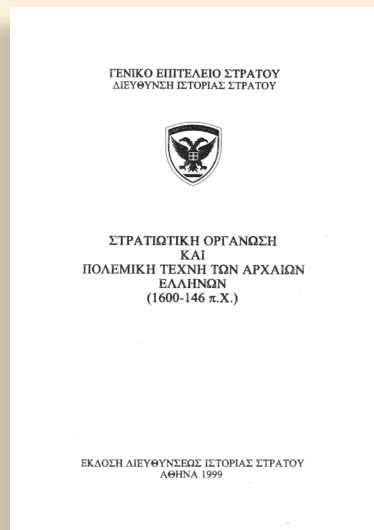 ΓΕΝΙΚΟ ΕΠΙΤΕΛΕΙΟ ΣΤΡΑΤΟΥ
ΔΙΕΥΘΥΝΣΗ ΙΣΤΟΡΙΑΣ ΣΤΡΑΤΟΥ
ΣΤΡΑΤΙΩΤΙΚΗ ΟΡΓΑΝΩΣΗ
ΚΑΙ
ΠΟΛΕΜΙΚΗ ΤΕΧΝΗ ΤΩΝ ΑΡΧΑΙΩΝ
ΕΛΛΗΝΩΝ
(1600-146 π.Χ.)
ΕΚΔΟΣΗ ΔΙΕΥΘΥΝΣΕΩΣ ΙΣΤΟΡΙΑΣ ΣΤΡΑΤΟΥ
ΑΘΗΝΑ 1999